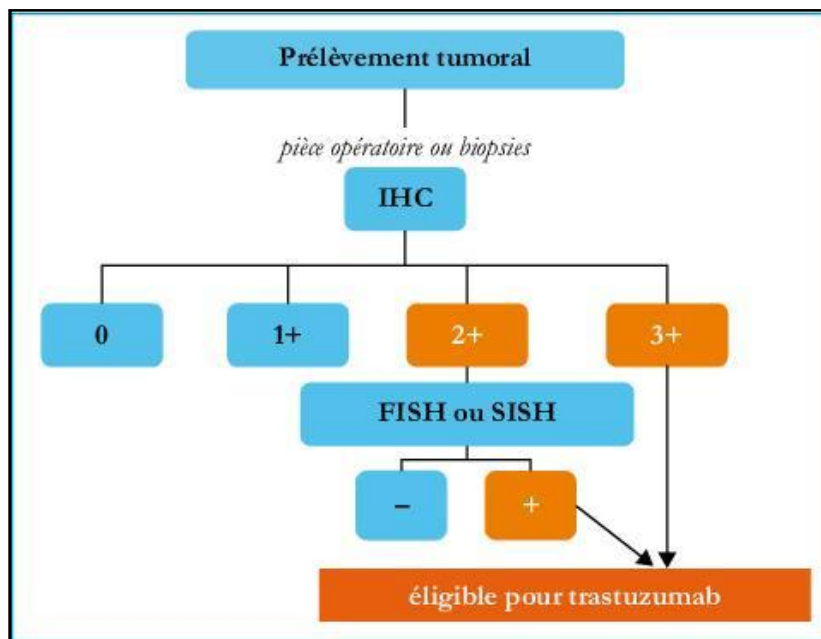 Prélèvement tumoral
pièce opératoire ou biopsies
IHC
0
1+
2+
3+
FISH ou SISH
–
+
éligible pour trastuzumab